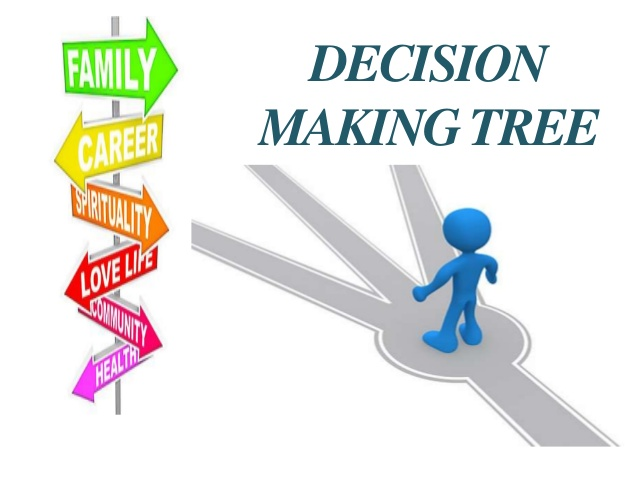 DECISION
MAKING TREE
FAMILY
CAREER
SPIRITUALITY
LOVE LIFE
COMMUNITY
HEALTH